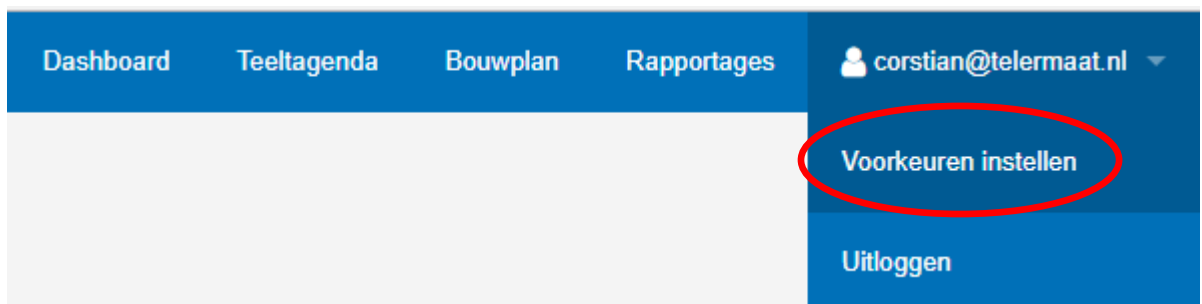 Dashboard Teeltagenda Bouwplan Rapportages corstian@telermaat.nl
Voorkeuren instellen
Uitloggen